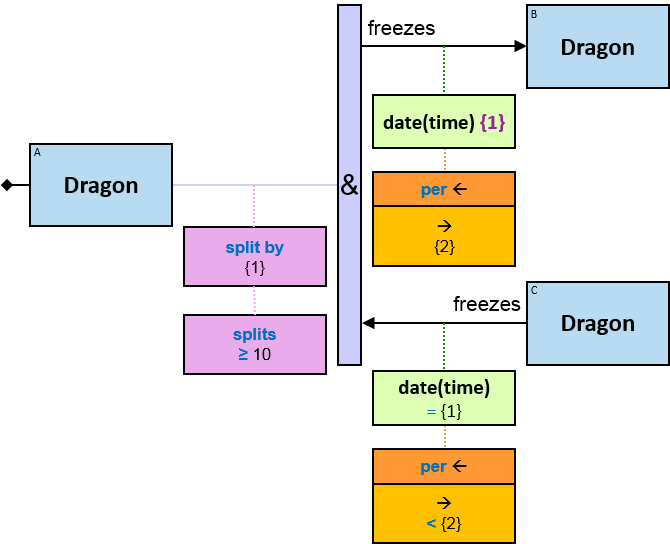 freezes
B
Dragon
date(time) {1}
per ←
→
{2}
A
Dragon
&
split by
{1}
splits
≥ 10
freezes
C
Dragon
date(time)
= {1}
per ←
→
< {2}